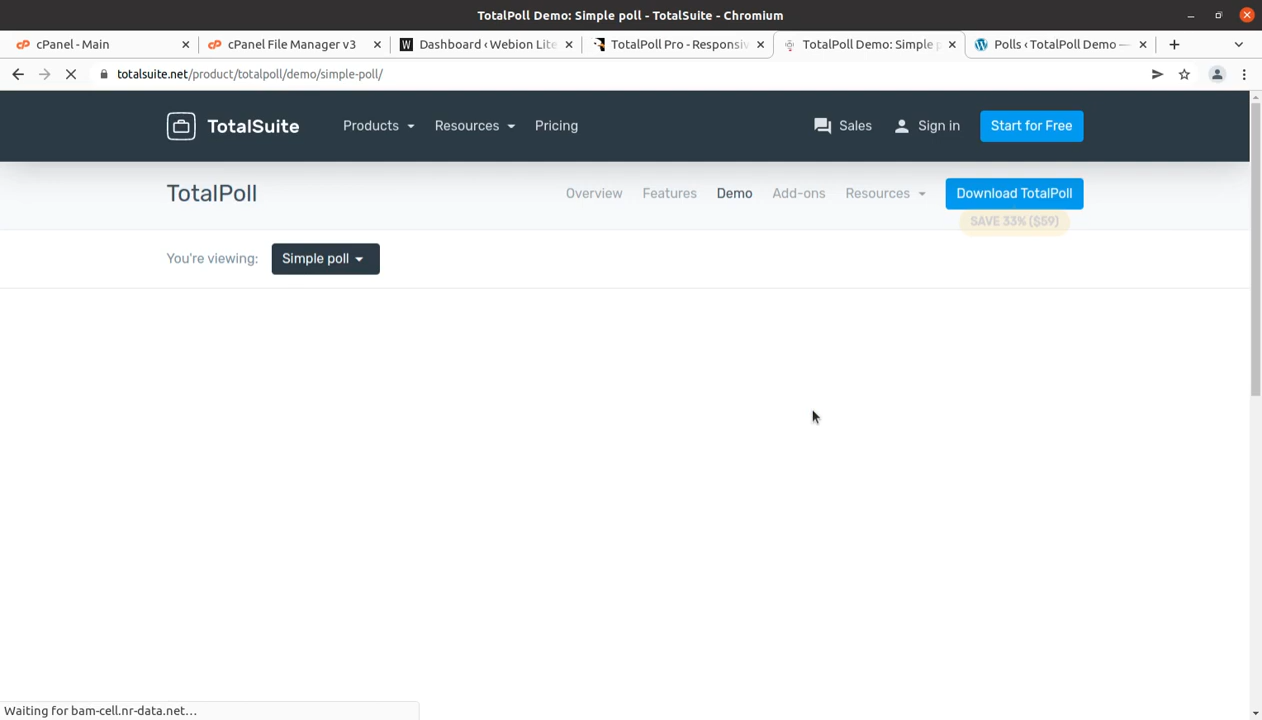 TotalPoll Demo: Simple poll - TotalSuite - Chromium
cPanel - Main
cPanel File Manager v3
Dashboard ‹ Webion Lite
TotalPoll Pro - Responsiv
TotalPoll Demo: Simple p
Polls ‹ TotalPoll Demo —
totalsuite.net/product/totalpoll/demo/simple-poll/
TotalSuite
Products
Resources
Pricing
Sales
Sign in
Start for Free
TotalPoll
Overview
Features
Demo
Add-ons
Resources
Download TotalPoll
SAVE 33% ($59)
You're viewing:
Simple poll
Waiting for bam-cell.nr-data.net...